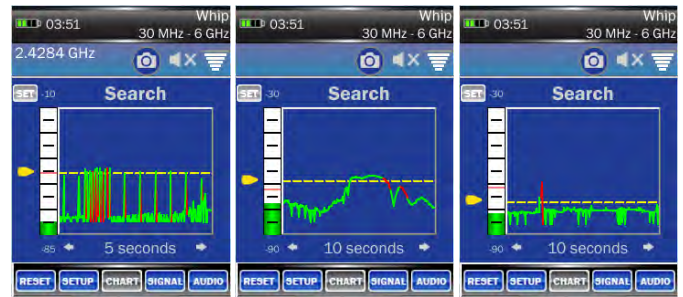 03:51
Whip
30 MHz - 6 GHz
2.4284 GHz
SET
-10
Search
-85
5 seconds
RESET
SETUP
CHART
SIGNAL
AUDIO
03:51
Whip
30 MHz - 6 GHz
SET
-30
Search
-90
10 seconds
RESET
SETUP
CHART
SIGNAL
AUDIO
03:51
Whip
30 MHz - 6 GHz
SET
-30
Search
-90
10 seconds
RESET
SETUP
CHART
SIGNAL
AUDIO